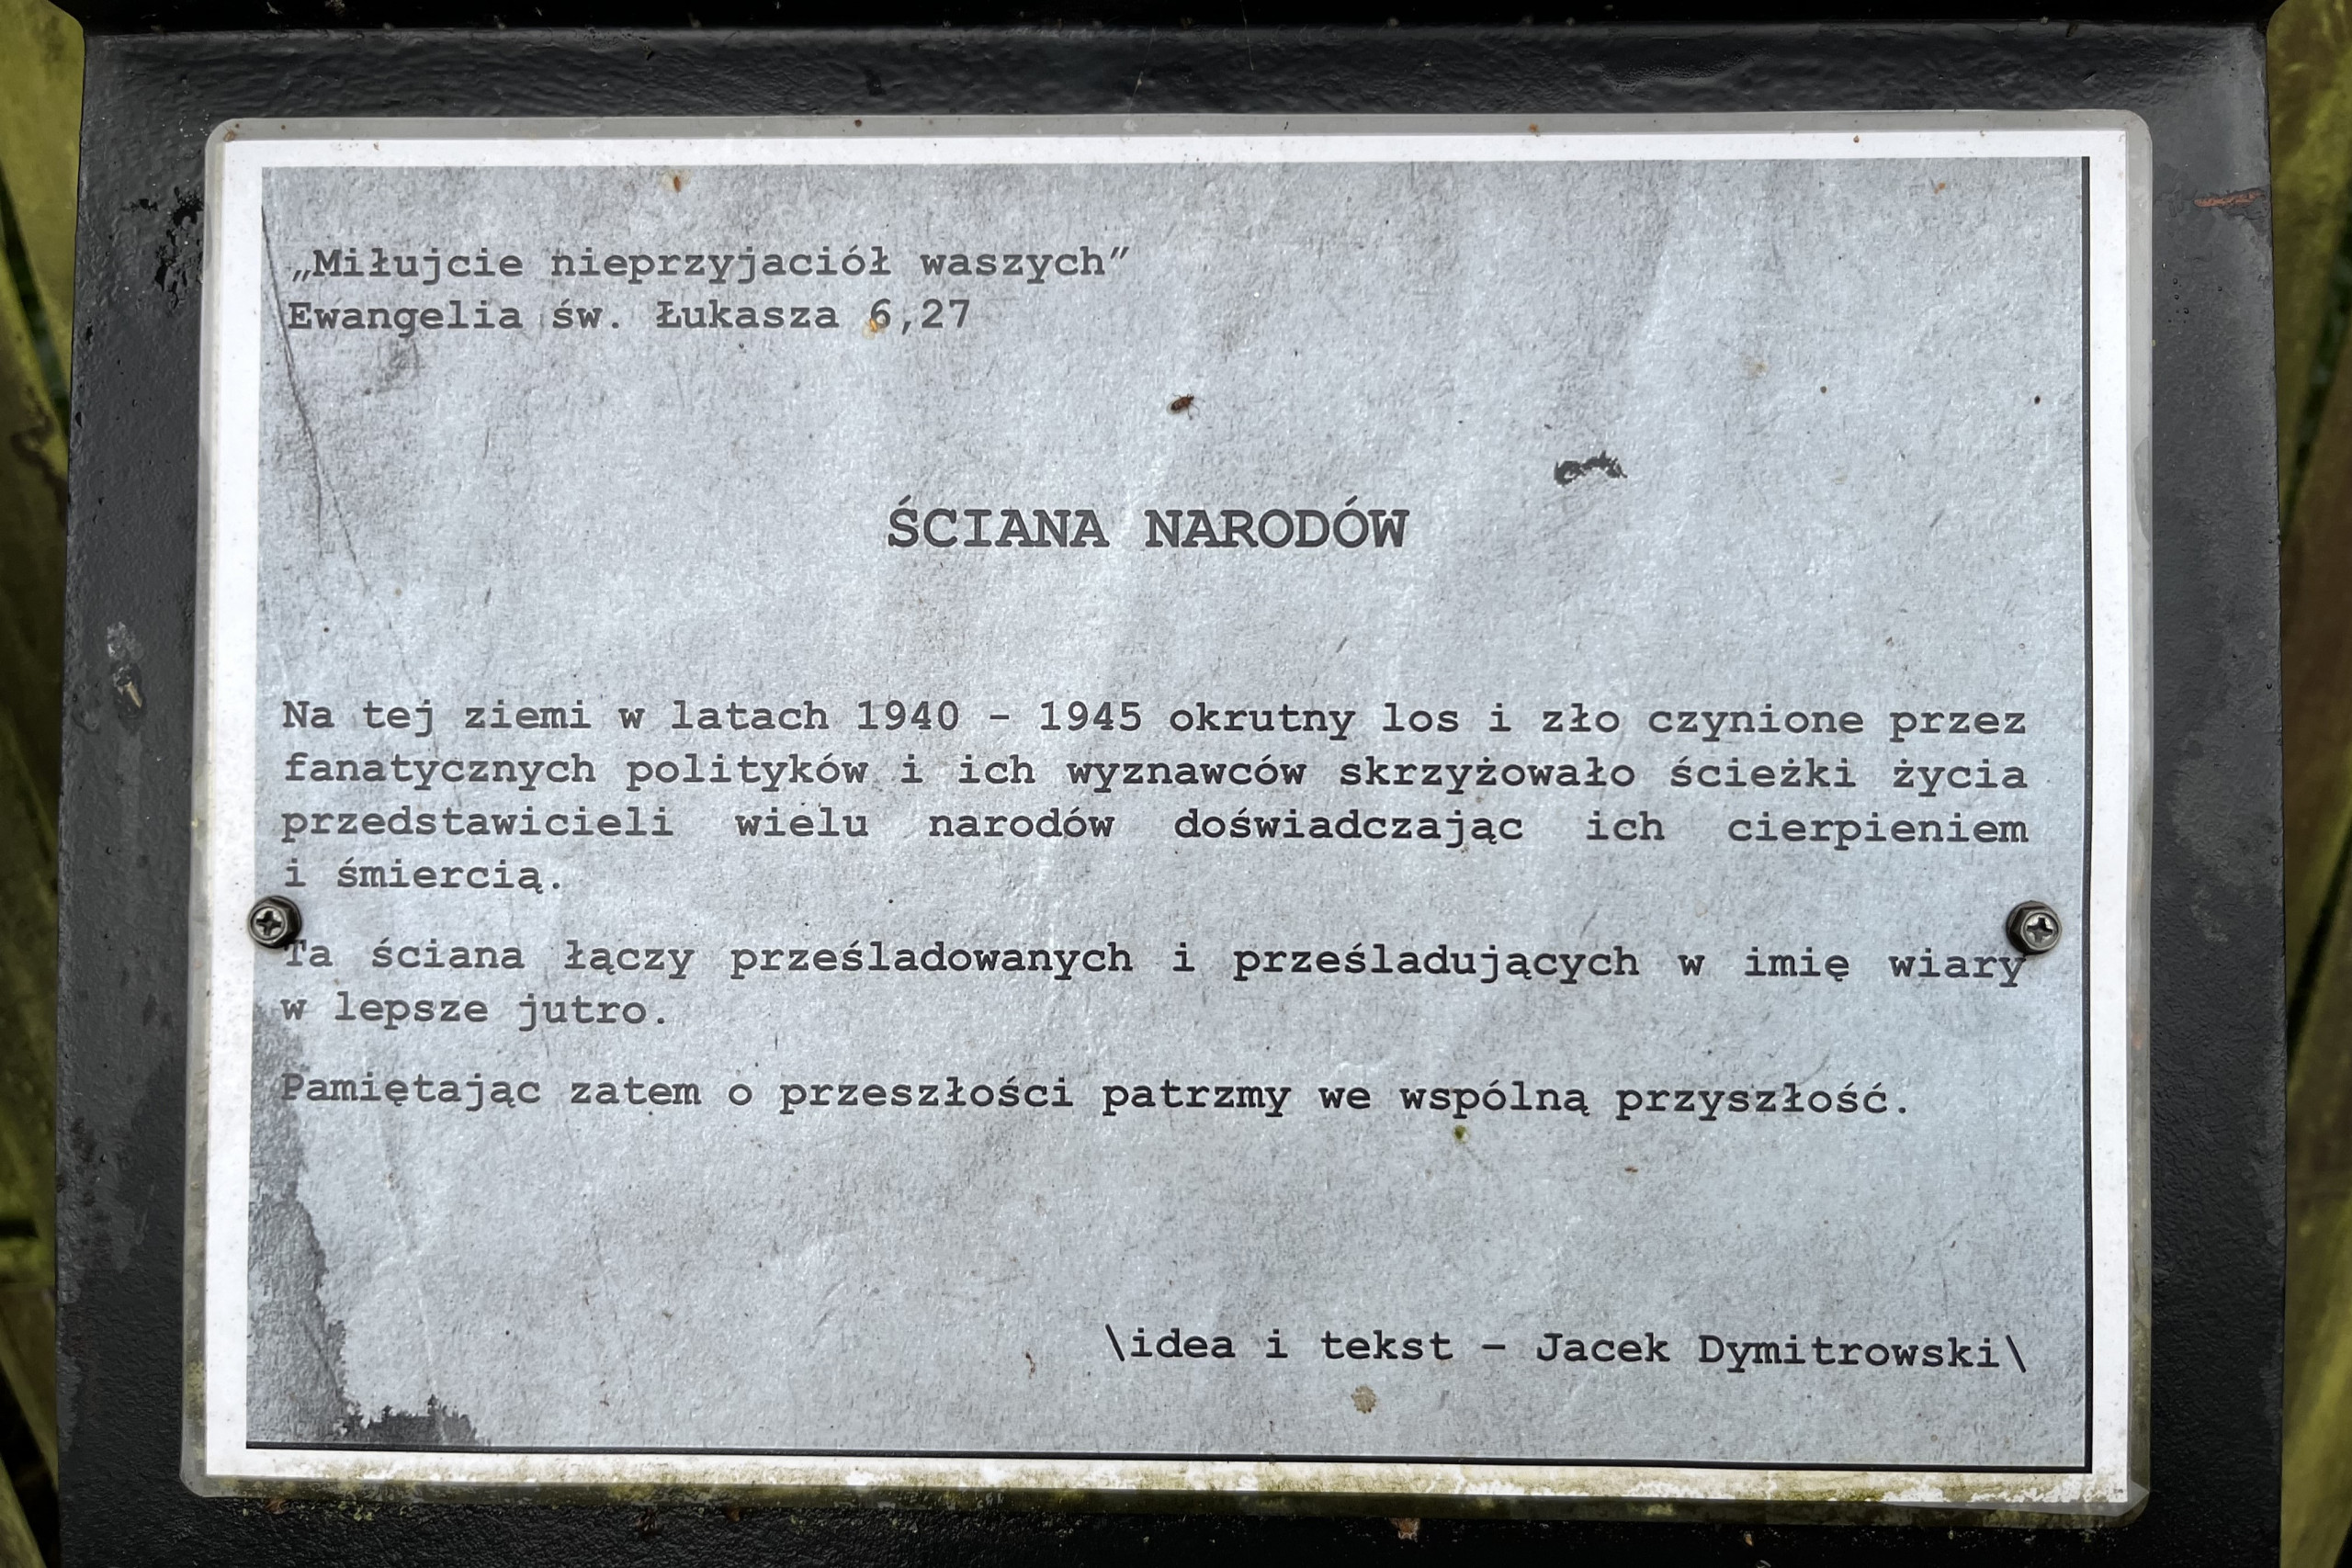 „Miłujcie nieprzyjaciół waszych”
Ewangelia św. Łukasza 6,27
ŚCIANA NARODÓW
Na tej ziemi w latach 1940 – 1945 okrutny los i zło czynione przez
fanatycznych polityków i ich wyznawców skrzyżowało ścieżki życia
przedstawicieli wielu narodów doświadczając ich cierpieniem
i śmiercią.
Ta ściana łączy prześladowanych i prześladujących w imię wiary
w lepsze jutro.
Pamiętając zatem o przeszłości patrzmy we wspólną przyszłość.
\idea i tekst – Jacek Dymitrowski\